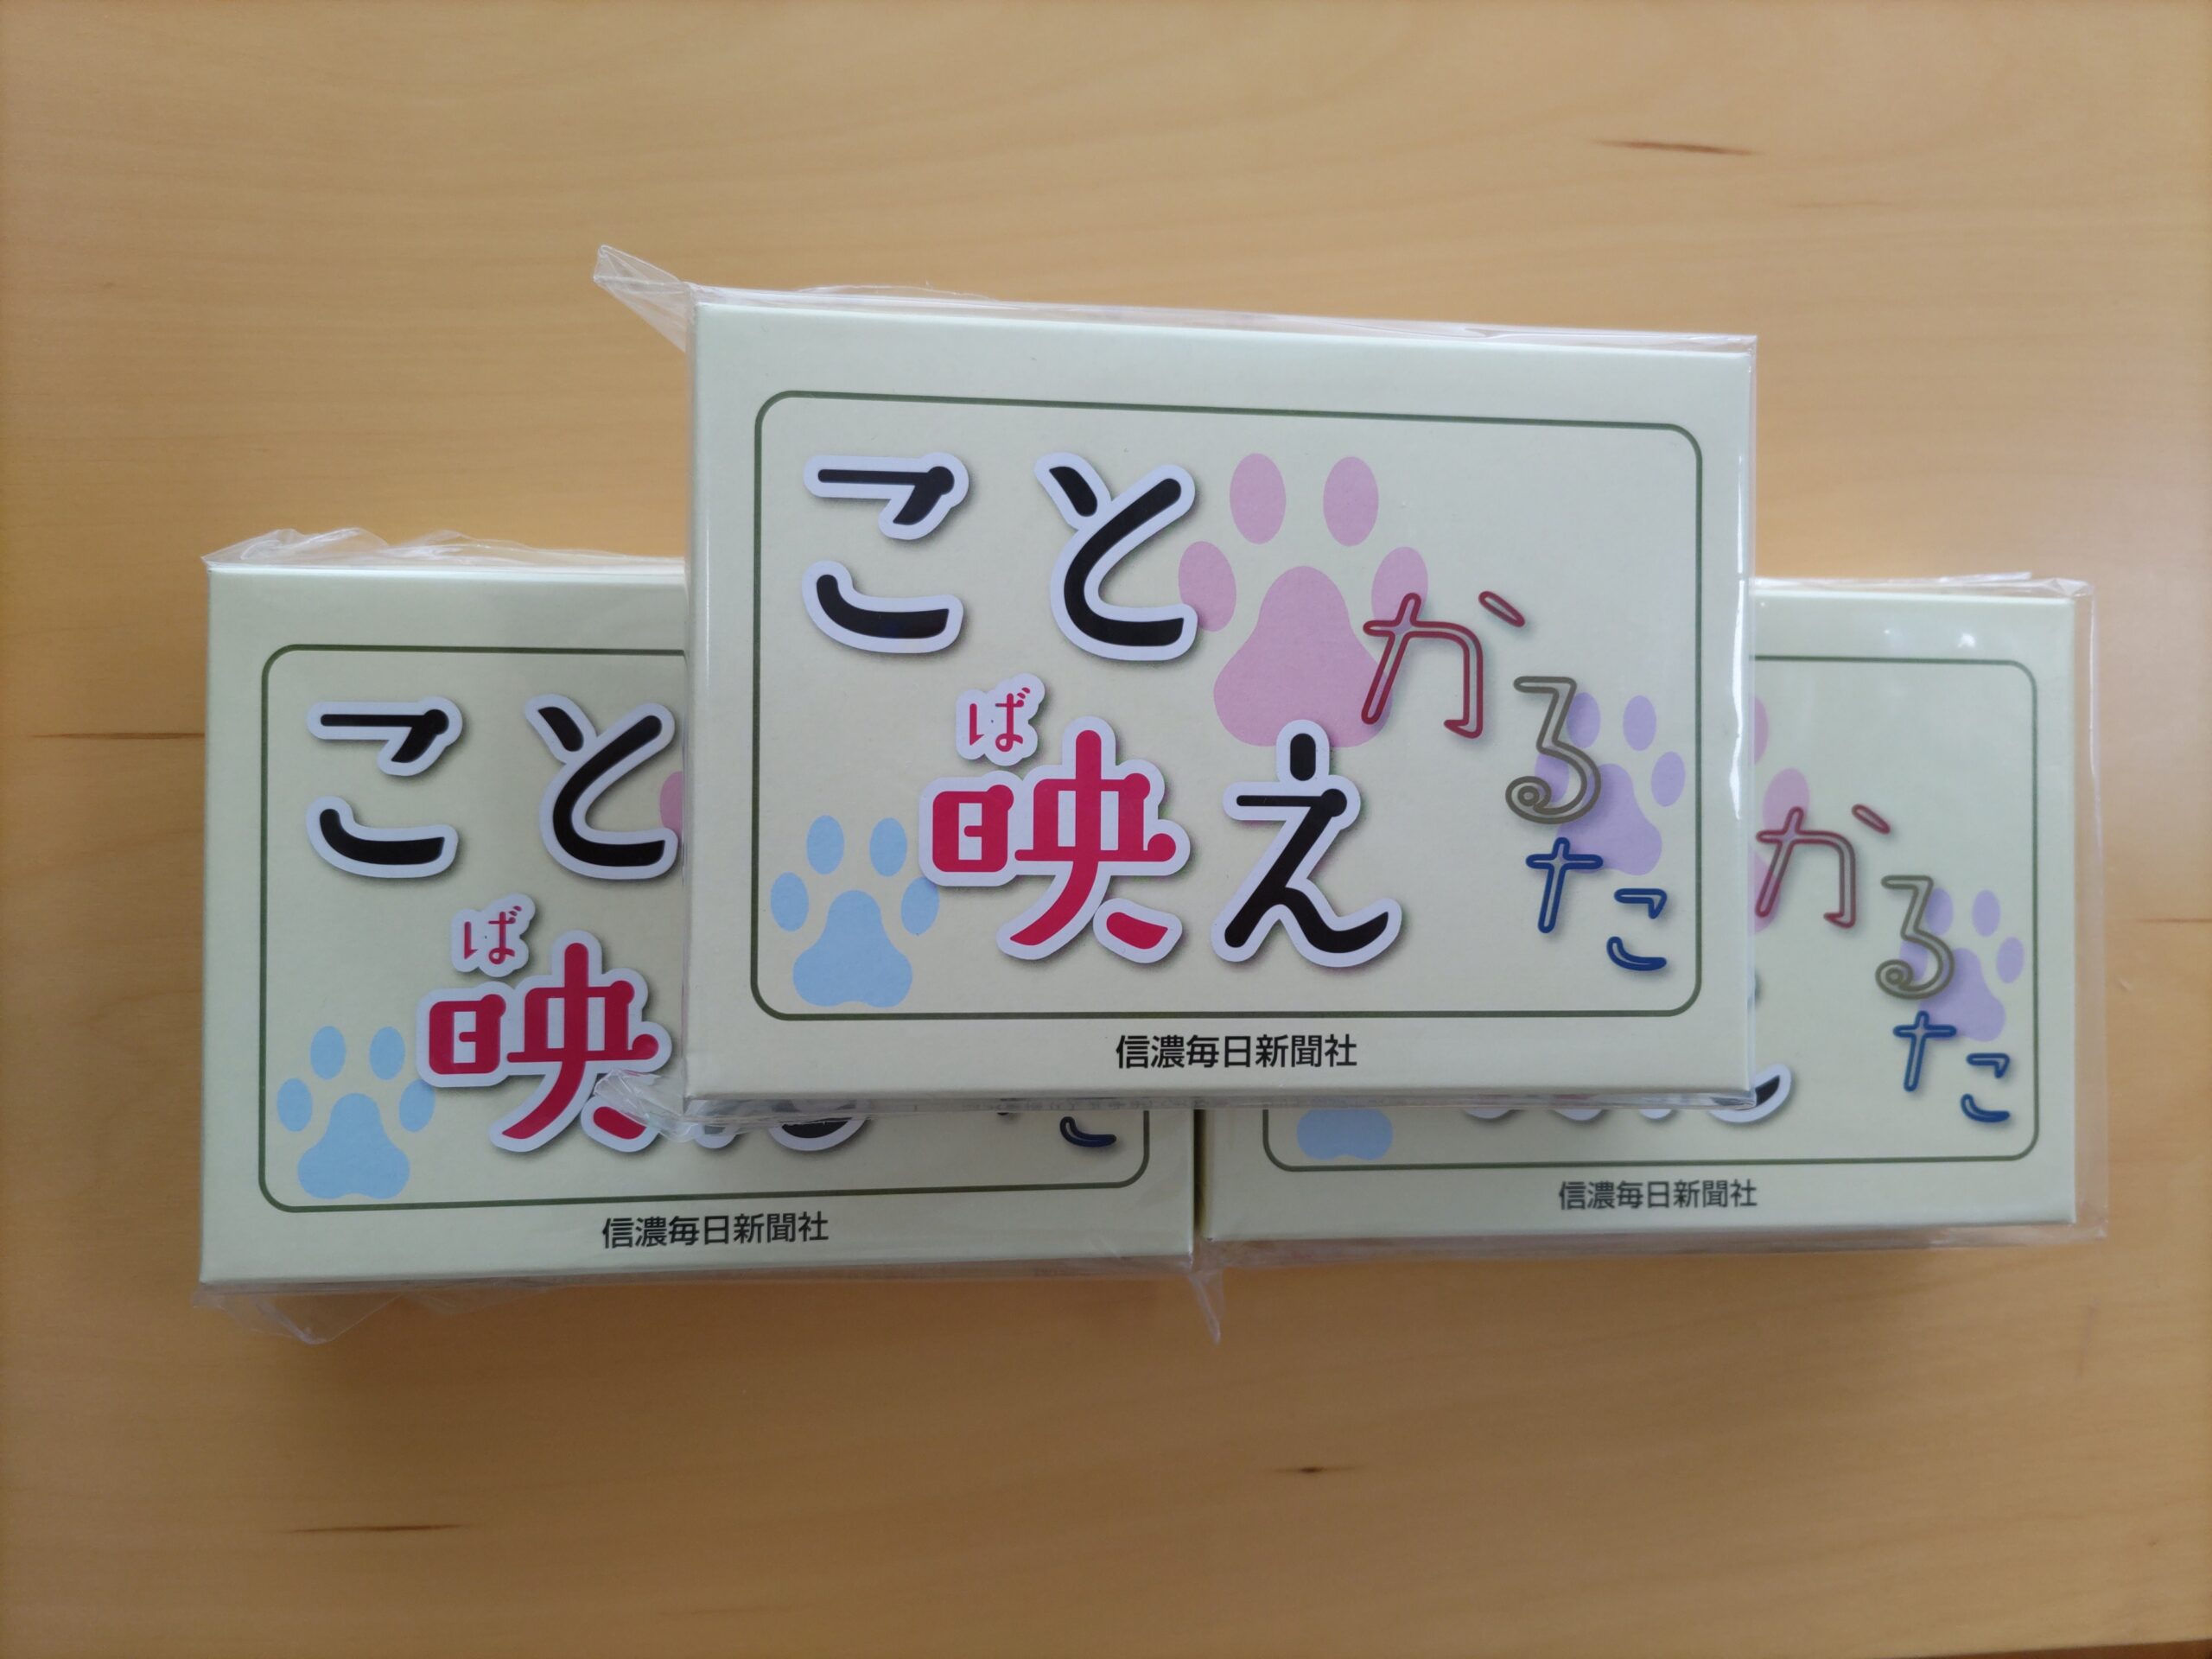 こと
ば
映え
かるた
信濃毎日新聞社
こと
ば
映
た
信濃毎日新聞社
かるた
信濃毎日新聞社